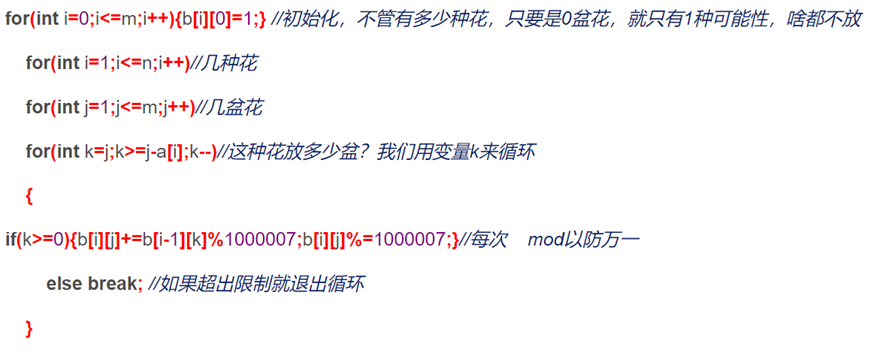 for(int i=0;i<=m;i++){b[i][0]=1;} //初始化，不管有多少种花，只要是0盆花，就只有1种可能性，啥都不放
for(int i=1;i<=n;i++)//几种花
for(int j=1;j<=m;j++)//几盆花
for(int k=j;k>=j-a[i];k--)//这种花放多少盆？我们用变量k来循环
{
if(k>=0){b[i][j]+=b[i-1][k]%1000007;b[i][j]%=1000007;}//每次 mod以防万一
else break; //如果超出限制就退出循环
}